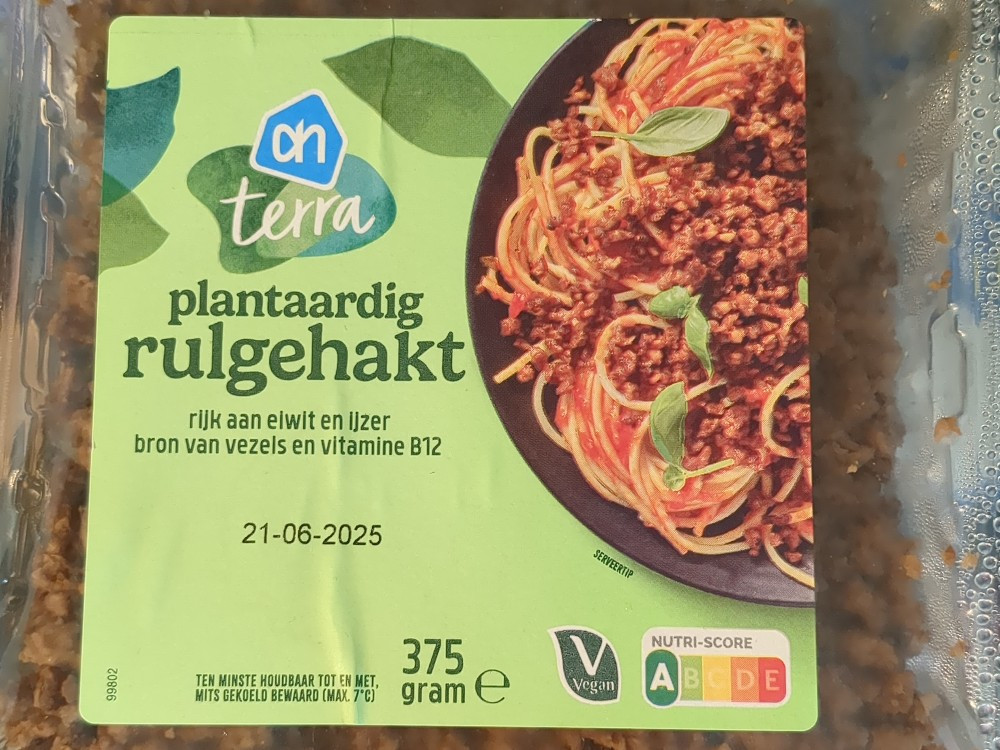 ah
terra
plantaardig
rulgehakt
rijk aan eiwit en ijzer
bron van vezels en vitamine B12
21-06-2025
SERVEERTIP
99802
TEN MINSTE HOUDBAAR TOT EN MET,
MITS GEKOELD BEWAARD (MAX. 7°C)
375
gram e
V
Vegan
NUTRI-SCORE
A B C D E